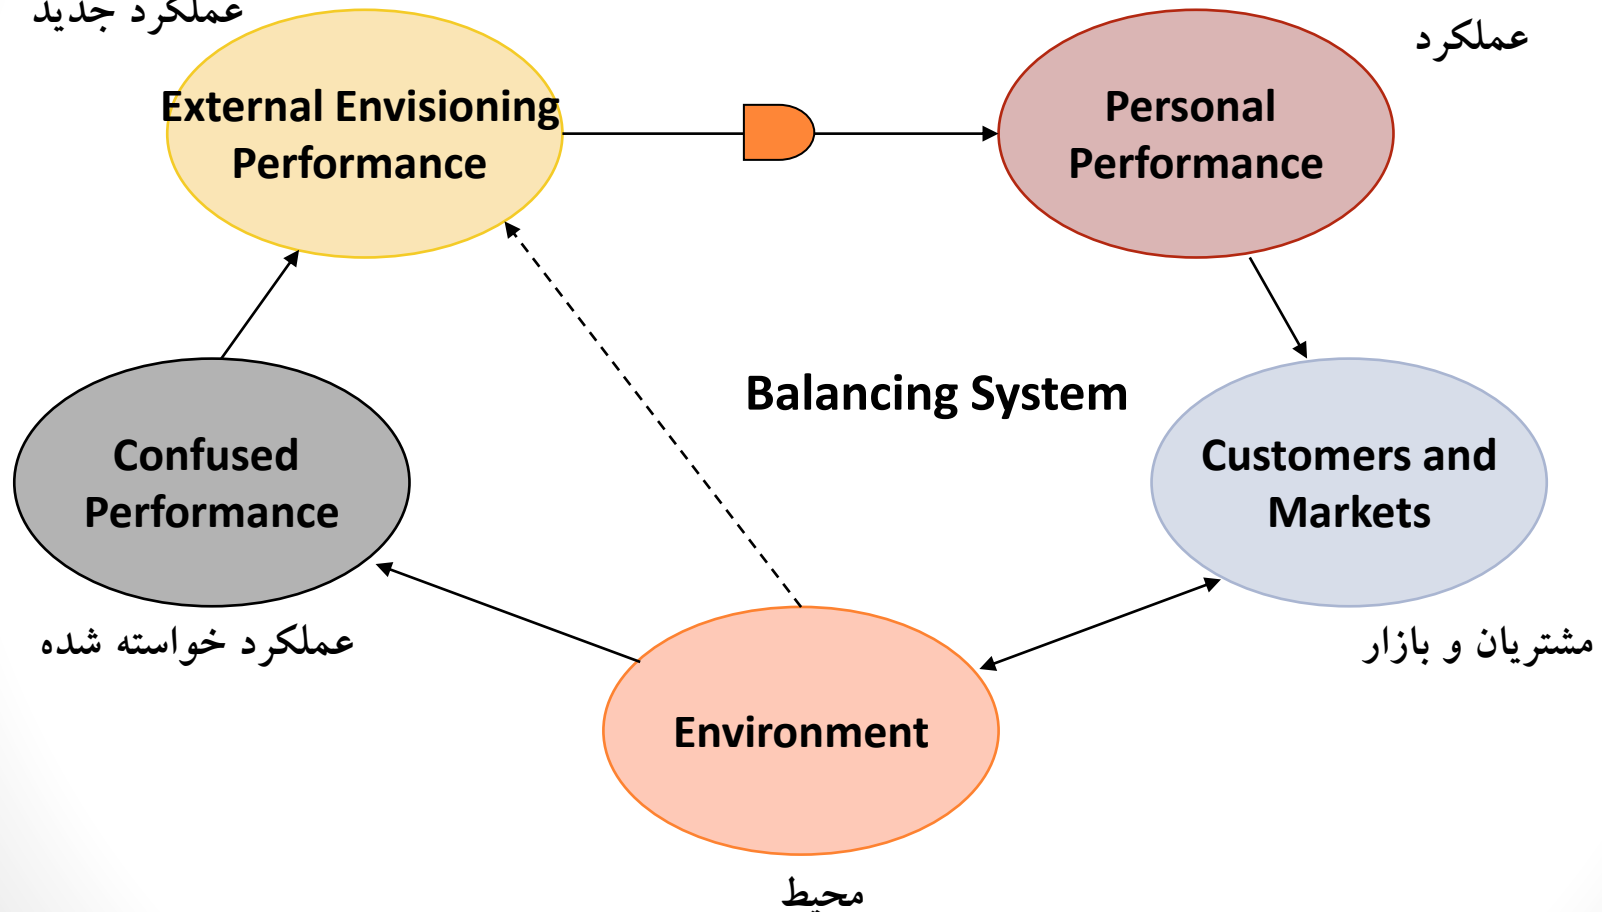 عملکرد جدید
عملکرد
External Envisioning
Performance
Personal
Performance
Balancing System
Confused
Performance
Customers and
Markets
عملکرد خواسته شده
مشتریان و بازار
Environment
محیط